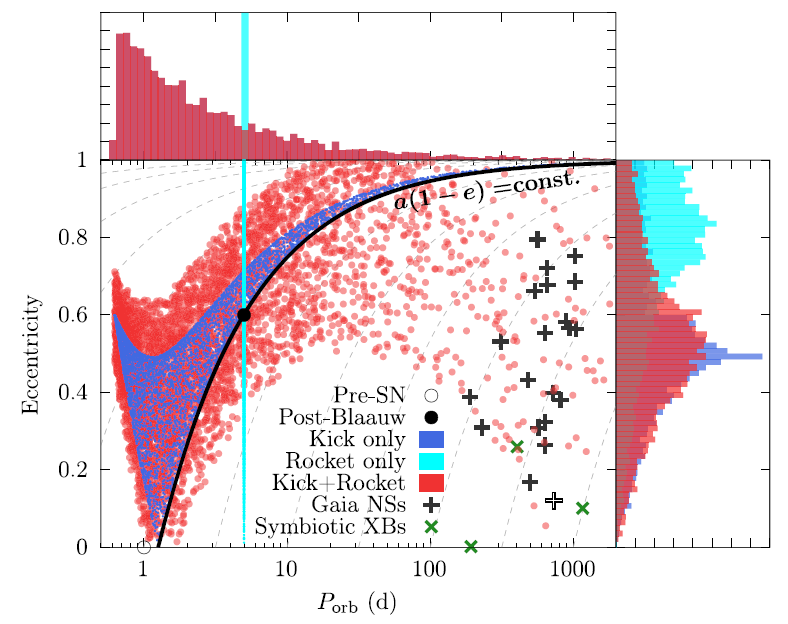 1
0.8
0.6
0.4
0.2
0
Eccentricity
a(1 − e) =const.
Pre-SN
Post-Blaauw
Kick only
Rocket only
Kick+Rocket
Gaia NSs
Symbiotic XBs
1 10 100 1000
Porb (d)